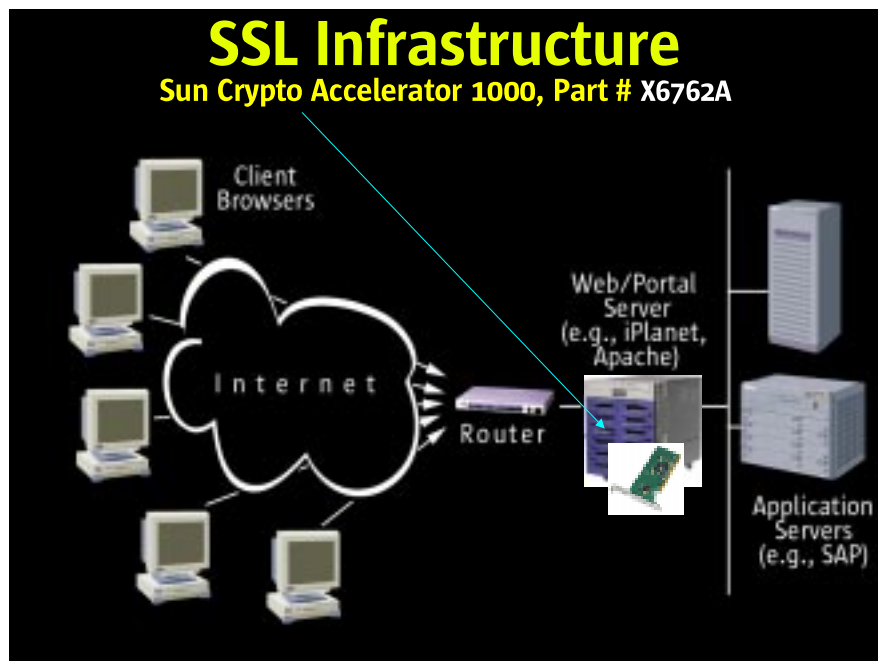 SSL Infrastructure
Sun Crypto Accelerator 1000, Part # X6762A
Client
Browsers
Web/Portal
Server
(e.g., iPlanet,
Apache)
Internet
Router
Application
Servers
(e.g., SAP)